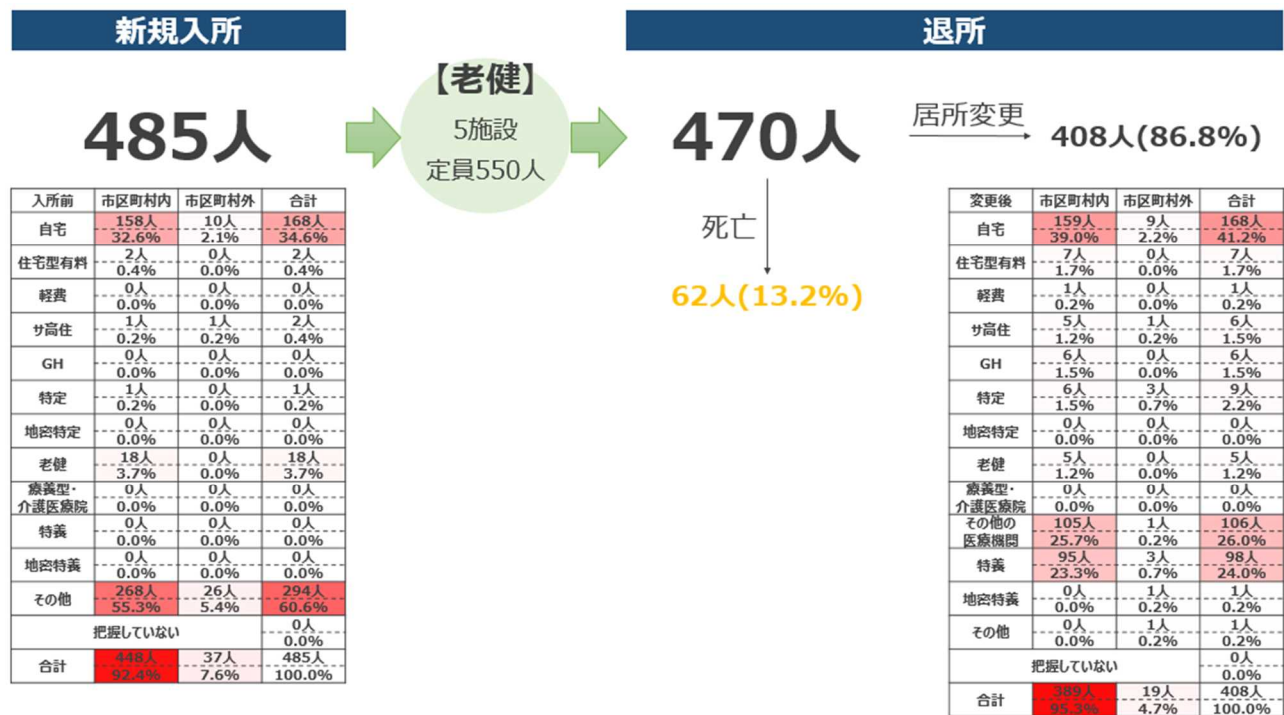 新規入所
退所
485人
【老健】
5施設
定員550人
470人
居所変更
408人(86.8%)
死亡
62人(13.2%)
入所前 市区町村内 市区町村外 合計
自宅 158人 10人 168人
32.6% 2.1% 34.6%
住宅型有料 2人 0人 2人
0.4% 0.0% 0.4%
軽費 0人 0人 0人
0.0% 0.0% 0.0%
サ高住 1人 1人 2人
0.2% 0.2% 0.4%
GH 0人 0人 0人
0.0% 0.0% 0.0%
特定 1人 0人 1人
0.2% 0.0% 0.2%
地密特定 0人 0人 0人
0.0% 0.0% 0.0%
老健 18人 0人 18人
3.7% 0.0% 3.7%
療養型・ 0人 0人 0人
介護医療院 0.0% 0.0% 0.0%
特養 0人 0人 0人
0.0% 0.0% 0.0%
地密特養 0人 0人 0人
0.0% 0.0% 0.0%
その他 268人 26人 294人
55.3% 5.4% 60.6%
把握していない 0人
0.0%
合計 448人 37人 485人
92.4% 7.6% 100.0%
変更後 市区町村内 市区町村外 合計
自宅 159人 9人 168人
39.0% 2.2% 41.2%
住宅型有料 7人 0人 7人
1.7% 0.0% 1.7%
軽費 1人 0人 1人
0.2% 0.0% 0.2%
サ高住 5人 1人 6人
1.2% 0.2% 1.5%
GH 6人 0人 6人
1.5% 0.0% 1.5%
特定 6人 3人 9人
1.5% 0.7% 2.2%
地密特定 0人 0人 0人
0.0% 0.0% 0.0%
老健 5人 0人 5人
1.2% 0.0% 1.2%
療養型・ 0人 0人 0人
介護医療院 0.0% 0.0% 0.0%
その他の 105人 1人 106人
医療機関 25.7% 0.2% 26.0%
特養 95人 3人 98人
23.3% 0.7% 24.0%
地密特養 0人 1人 1人
0.0% 0.2% 0.2%
その他 0人 1人 1人
0.0% 0.2% 0.2%
把握していない 0人
0.0%
合計 389人 19人 408人
95.3% 4.7% 100.0%